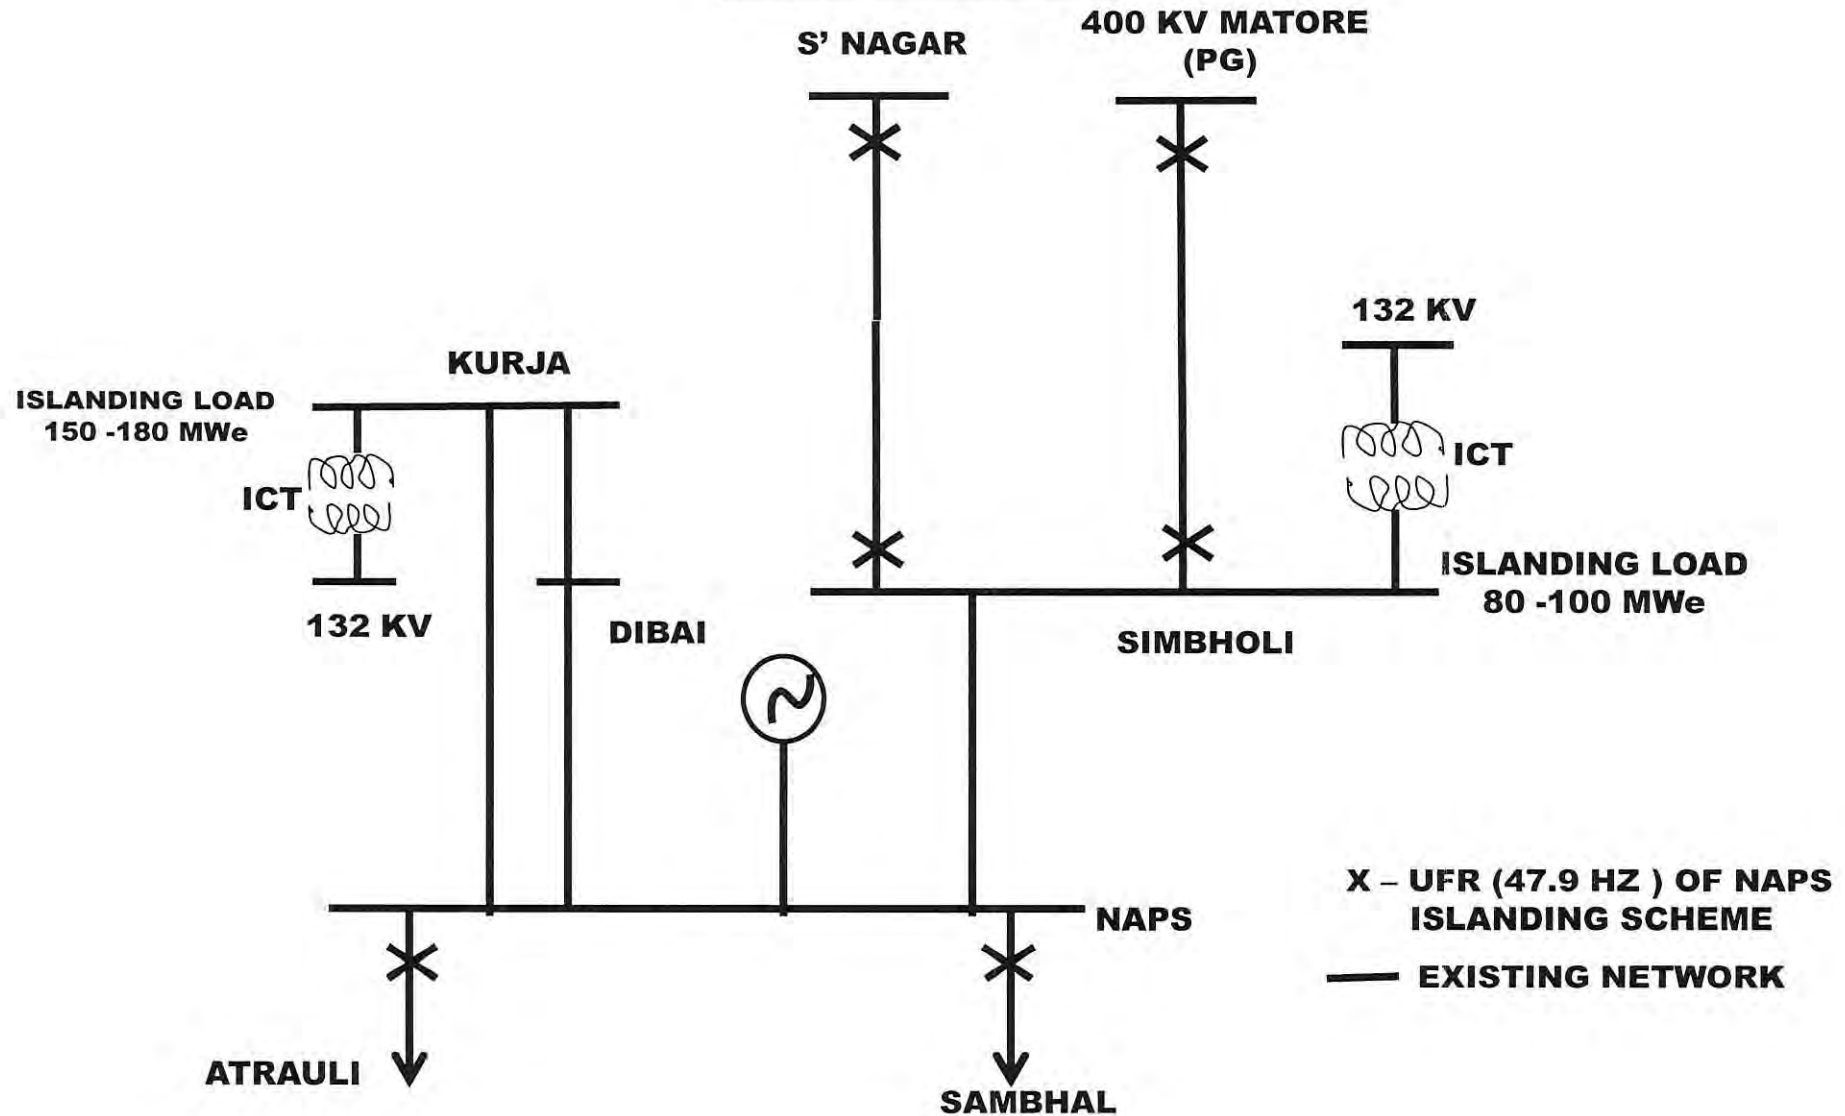 S' NAGAR
400 KV MATORE
(PG)
132 KV
KURJA
ISLANDING LOAD
150 -180 MWe
ICT
ICT
132 KV
DIBAI
ISLANDING LOAD
80 -100 MWe
SIMBHOLI
NAPS
X – UFR (47.9 HZ ) OF NAPS
ISLANDING SCHEME
EXISTING NETWORK
ATRAULI
SAMBHAL